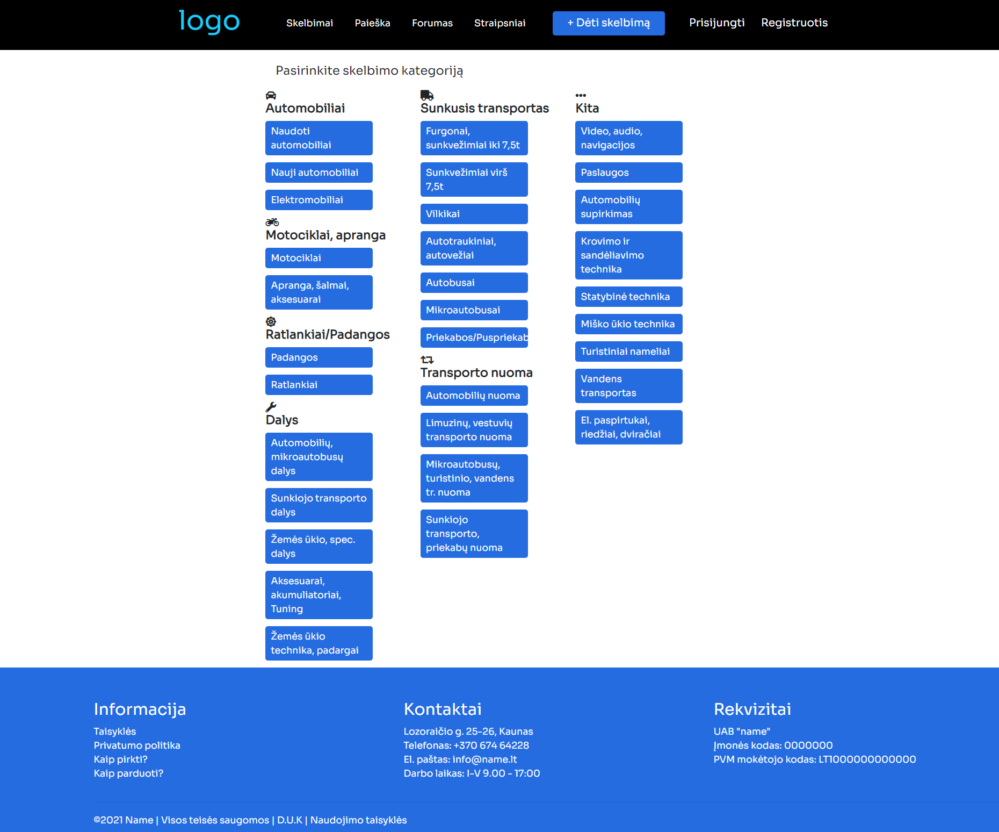 logo
Skelbimai
Paieška
Forumas
Straipsniai
+ Dėti skelbimą
Prisijungti
Registruotis
Pasirinkite skelbimo kategoriją
Automobiliai
Naudoti
automobiliai
Nauji automobiliai
Elektromobiliai
Motociklai, apranga
Motociklai
Apranga, šalmai,
aksesuarai
Ratlankiai/Padangos
Padangos
Ratlankiai
Dalys
Automobilių,
mikroautobusų
dalys
Sunkiojo transporto
dalys
Žemės ūkio, spec.
dalys
Aksesuarai,
akumuliatoriai,
Tuning
Žemės ūkio
technika, padargai
Sunkusis transportas
Furgonai,
sunkvežimiai iki 7,5t
Sunkvežimiai virš
7,5t
Vilkikai
Autotraukiniai,
autovežiai
Autobusai
Mikroautobusai
Priekabos/Puspriekab
Transporto nuoma
Automobilių nuoma
Limuzinų, vestuvių
transporto nuoma
Mikroautobusų,
turistinio, vandens
tr. nuoma
Sunkiojo
transporto,
priekabų nuoma
Kita
Video, audio,
navigacijos
Paslaugos
Automobilių
supirkimas
Krovimo ir
sandėliavimo
technika
Statybinė technika
Miško ūkio technika
Turistiniai nameliai
Vandens
transportas
El. paspirtukai,
riedžiai, dviračiai
Informacija
Taisyklės
Privatumo politika
Kaip pirkti?
Kaip parduoti?
Kontaktai
Lozoraičio g. 25-26, Kaunas
Telefonas: +370 674 64228
El. paštas: info@name.lt
Darbo laikas: I-V 9.00 - 17:00
Rekvizitai
UAB "name"
Įmonės kodas: 0000000
PVM mokėtojo kodas: LT1000000000000
©2021 Name | Visos teisės saugomos | D.U.K | Naudojimo taisyklės